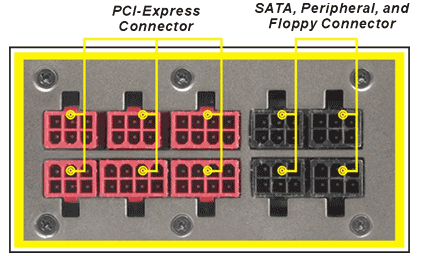 PCI-Express
Connector
SATA, Peripheral, and
Floppy Connector